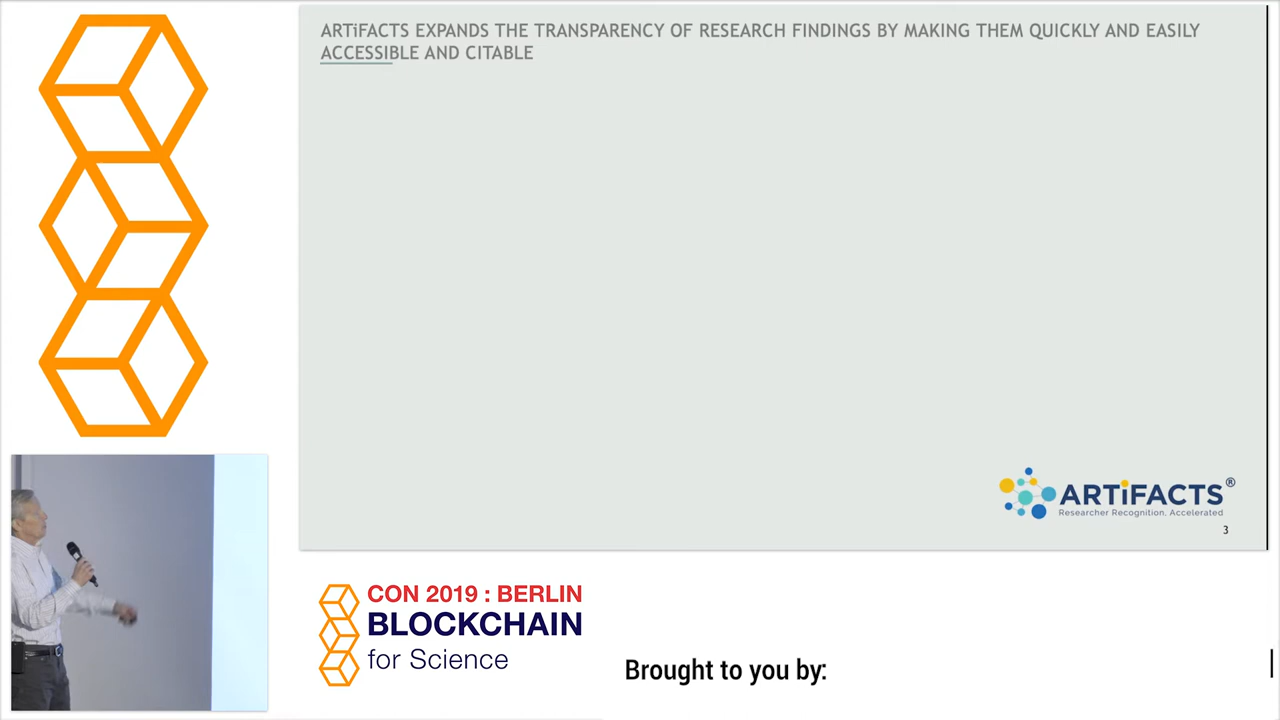 ARTiFACTS EXPANDS THE TRANSPARENCY OF RESEARCH FINDINGS BY MAKING THEM QUICKLY AND EASILY
ACCESSIBLE AND CITABLE
ARTiFACTS®
Researcher Recognition. Accelerated
3
CON 2019 : BERLIN
BLOCKCHAIN
for Science
Brought to you by: